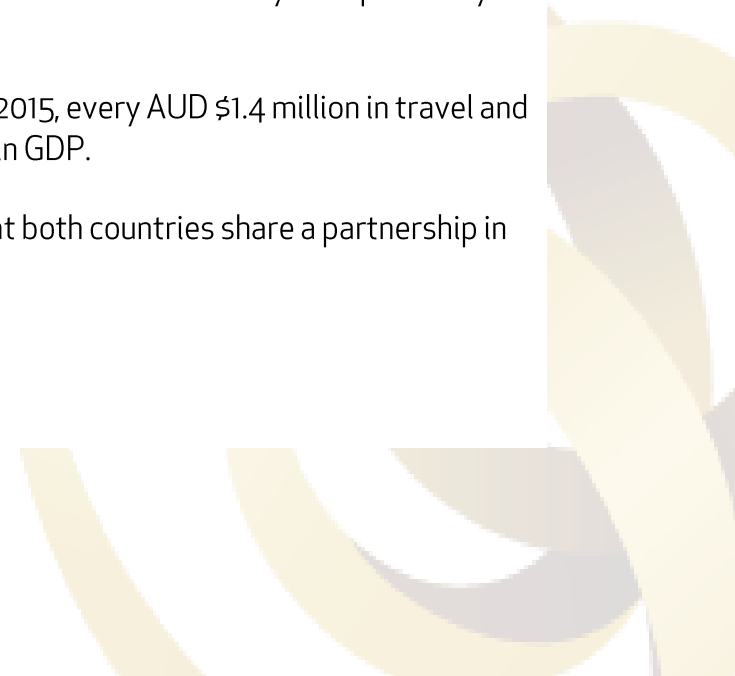 2015, every AUD $1.4 million in travel and
n GDP.
both countries share a partnership in